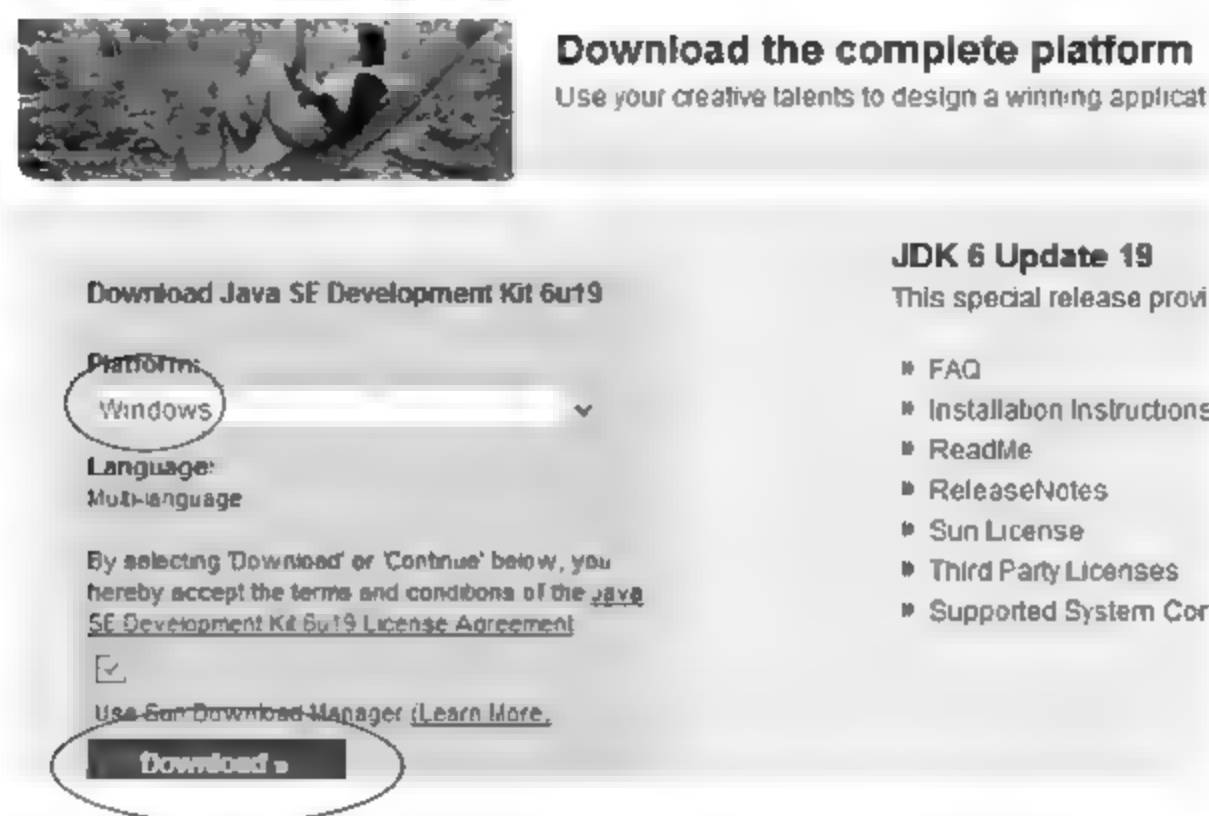 Download the complete platform
Use your creative talents to design a winning applicat
Download Java SE Development Kit 6u19
Platform:
Windows
Language:
Multi-language
By selecting 'Download' or 'Continue' below, you
hereby accept the terms and conditions of the Java
SE Development Kit 6u19 License Agreement
Use Sun Download Manager (Learn More,
Download »
JDK 6 Update 19
This special release provi
» FAQ
» Installation Instructions
» ReadMe
» ReleaseNotes
» Sun License
» Third Party Licenses
» Supported System Cor